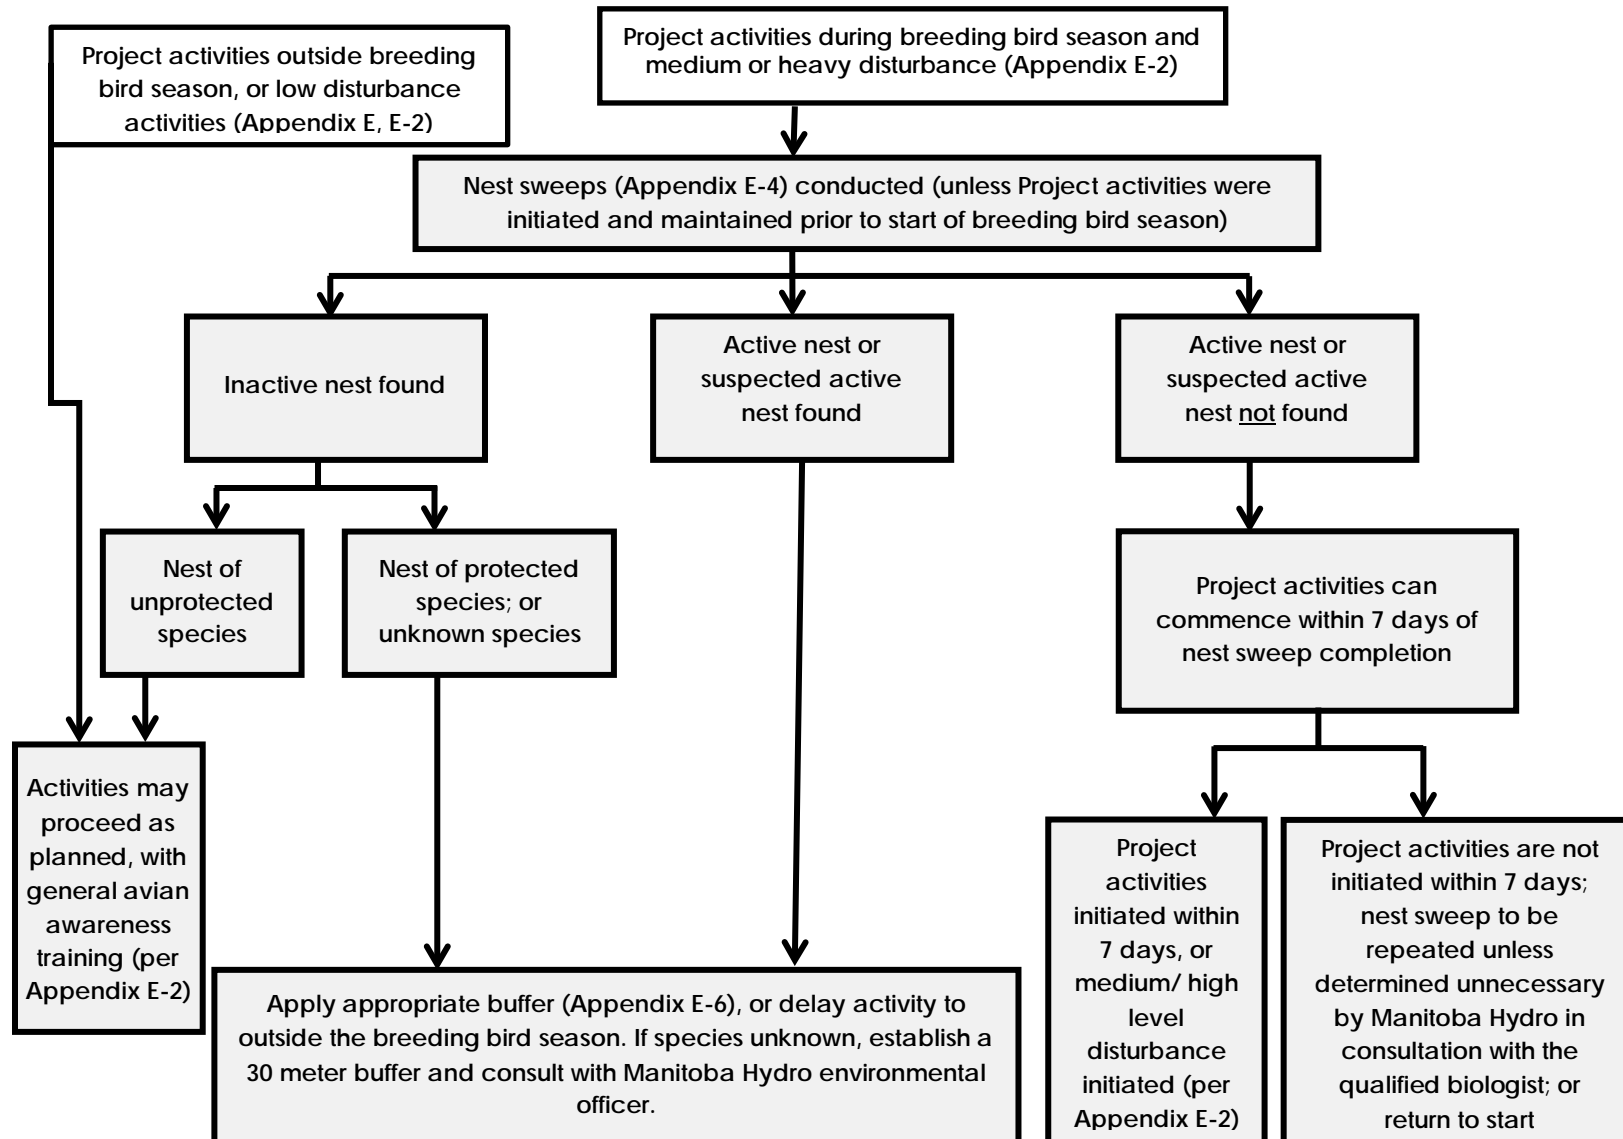 Project activities outside breeding
bird season, or low disturbance
activities (Appendix E, E-2)
Project activities during breeding bird season and
medium or heavy disturbance (Appendix E-2)
Nest sweeps (Appendix E-4) conducted (unless Project activities were
initiated and maintained prior to start of breeding bird season)
Inactive nest found
Active nest or
suspected active
nest found
Active nest or
suspected active
nest not found
Nest of
unprotected
species
Nest of protected
species; or
unknown species
Project activities can
commence within 7 days of
nest sweep completion
Activities may
proceed as
planned, with
general avian
awareness
training (per
Appendix E-2)
Apply appropriate buffer (Appendix E-6), or delay activity to
outside the breeding bird season. If species unknown, establish a
30 meter buffer and consult with Manitoba Hydro environmental
officer.
Project
activities
initiated within
7 days, or
medium/ high
level
disturbance
initiated (per
Appendix E-2)
Project activities are not
initiated within 7 days;
nest sweep to be
repeated unless
determined unnecessary
by Manitoba Hydro in
consultation with the
qualified biologist; or
return to start